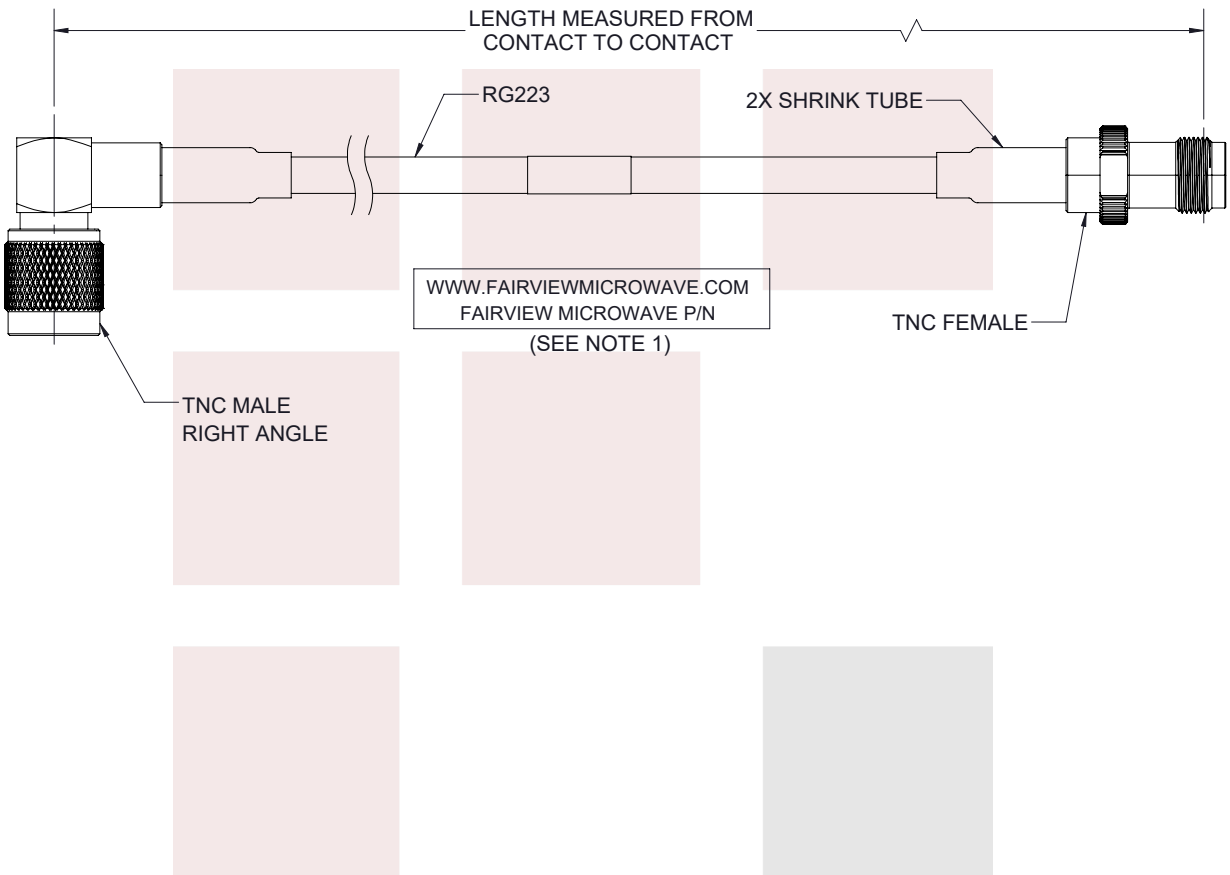 LENGTH MEASURED FROM
CONTACT TO CONTACT
RG223
2X SHRINK TUBE
WWW.FAIRVIEWMICROWAVE.COM
FAIRVIEW MICROWAVE P/N
(SEE NOTE 1)
TNC FEMALE
TNC MALE
RIGHT ANGLE